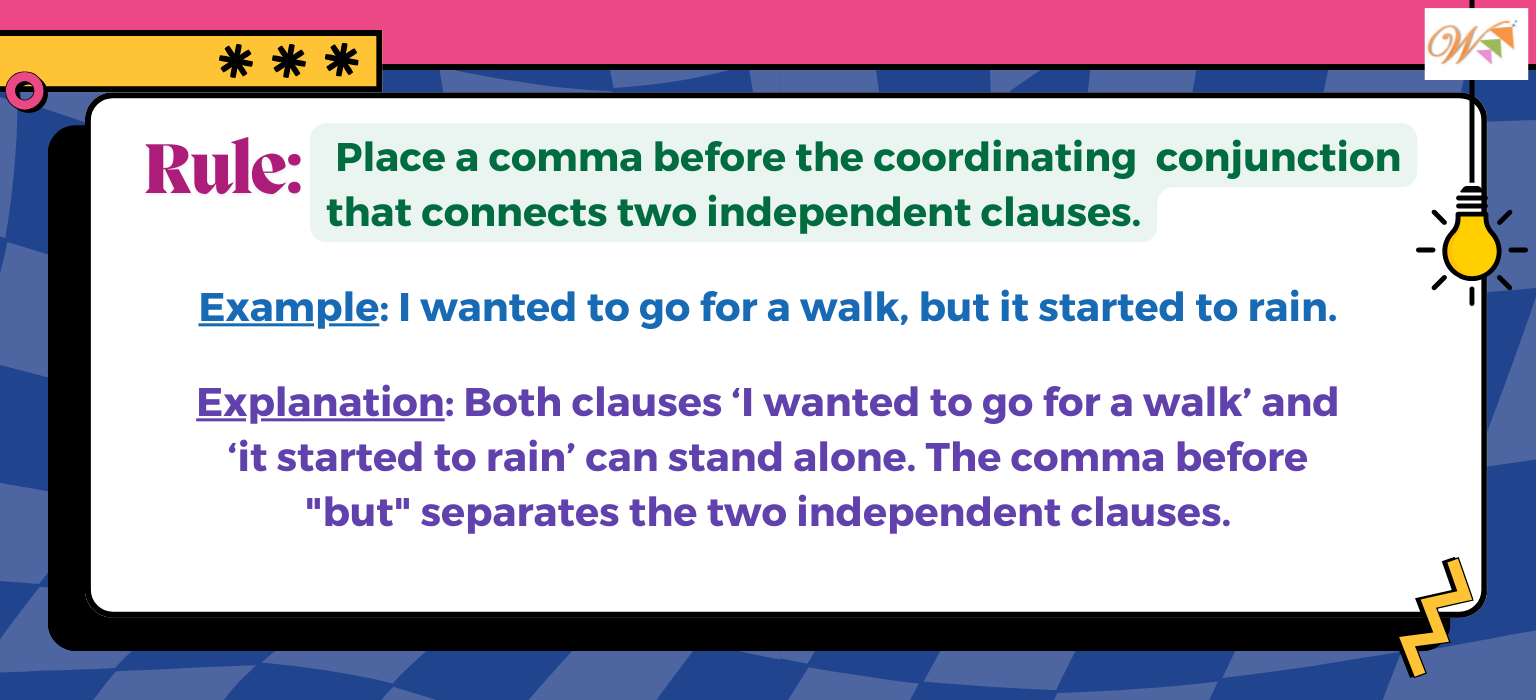 Rule: Place a comma before the coordinating conjunction
that connects two independent clauses.
Example: I wanted to go for a walk, but it started to rain.
Explanation: Both clauses ‘I wanted to go for a walk’ and
‘it started to rain’ can stand alone. The comma before
"but" separates the two independent clauses.